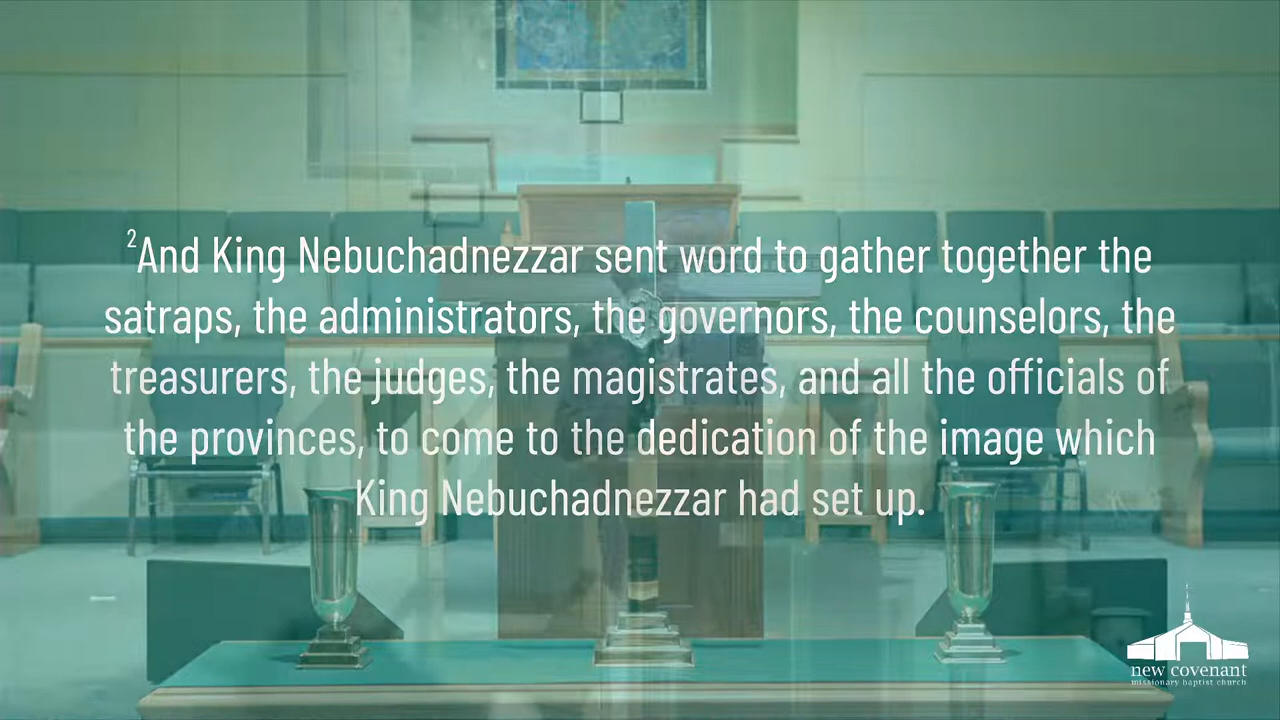 ²And King Nebuchadnezzar sent word to gather together the
satraps, the administrators, the governors, the counselors, the
treasurers, the judges, the magistrates, and all the officials of
the provinces, to come to the dedication of the image which
King Nebuchadnezzar had set up.
new covenant
missionary baptist church